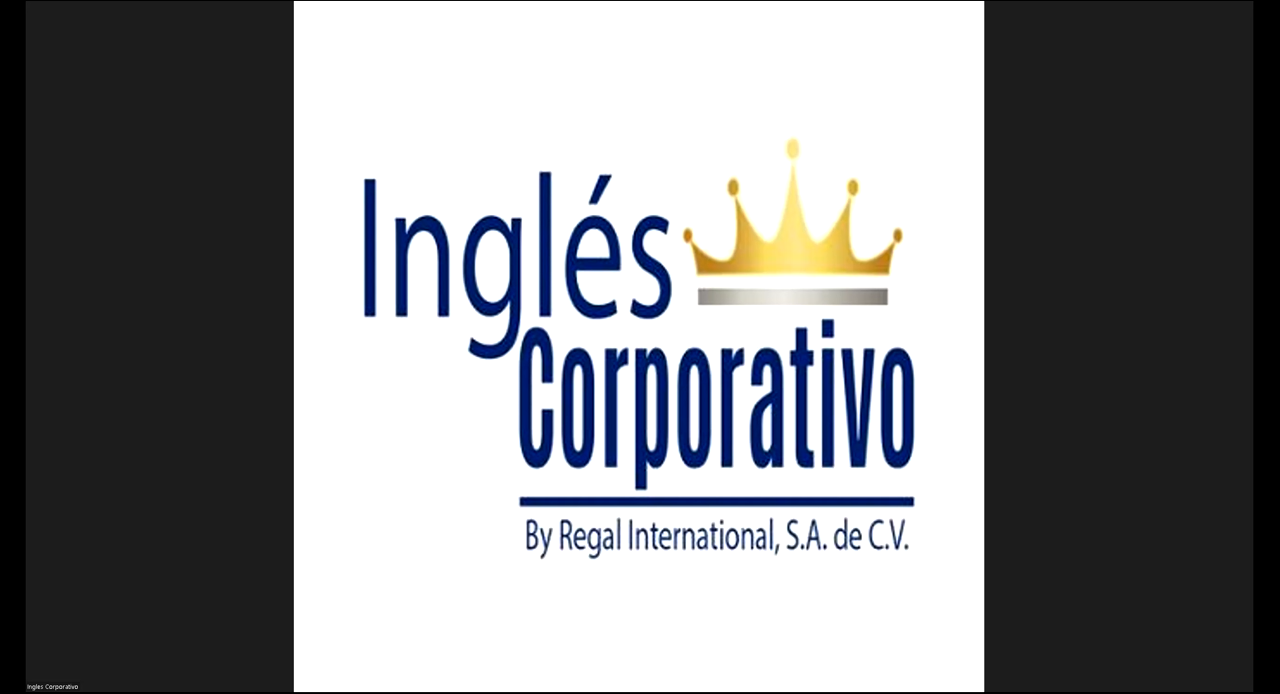 Inglés
Corporativo
By Regal International, S.A. de C.V.
Ingles Corporativo